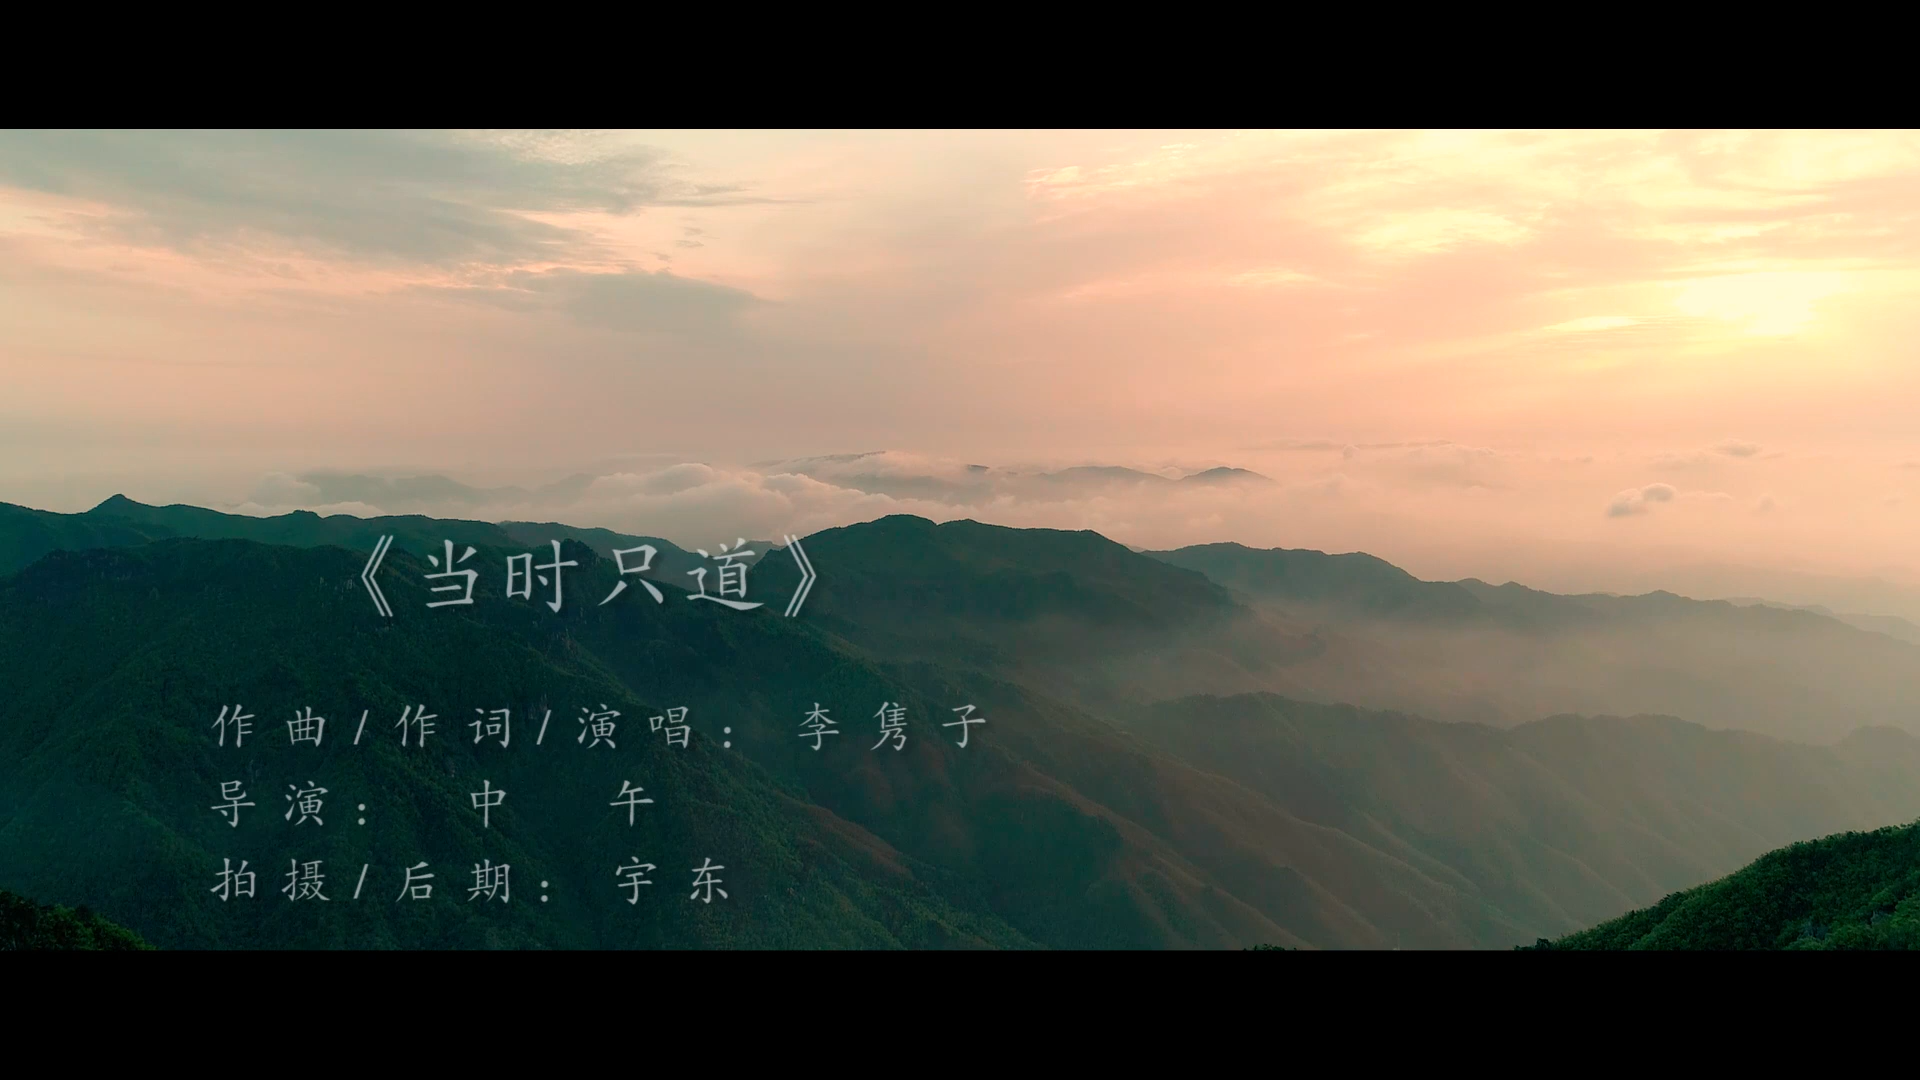 《当时只道》
作曲/作词/演唱：李隽子
导演：中午
拍摄/后期：宇东